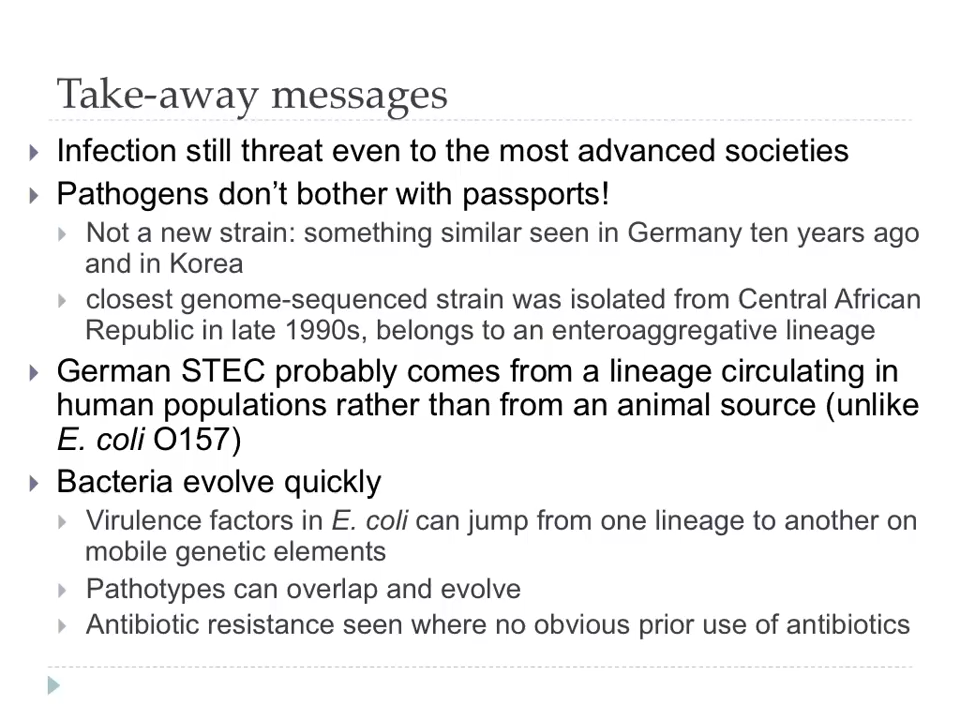 Take-away messages
Infection still threat even to the most advanced societies
Pathogens don’t bother with passports!
Not a new strain: something similar seen in Germany ten years ago
and in Korea
closest genome-sequenced strain was isolated from Central African
Republic in late 1990s, belongs to an enteroaggregative lineage
German STEC probably comes from a lineage circulating in
human populations rather than from an animal source (unlike
E. coli O157)
Bacteria evolve quickly
Virulence factors in E. coli can jump from one lineage to another on
mobile genetic elements
Pathotypes can overlap and evolve
Antibiotic resistance seen where no obvious prior use of antibiotics